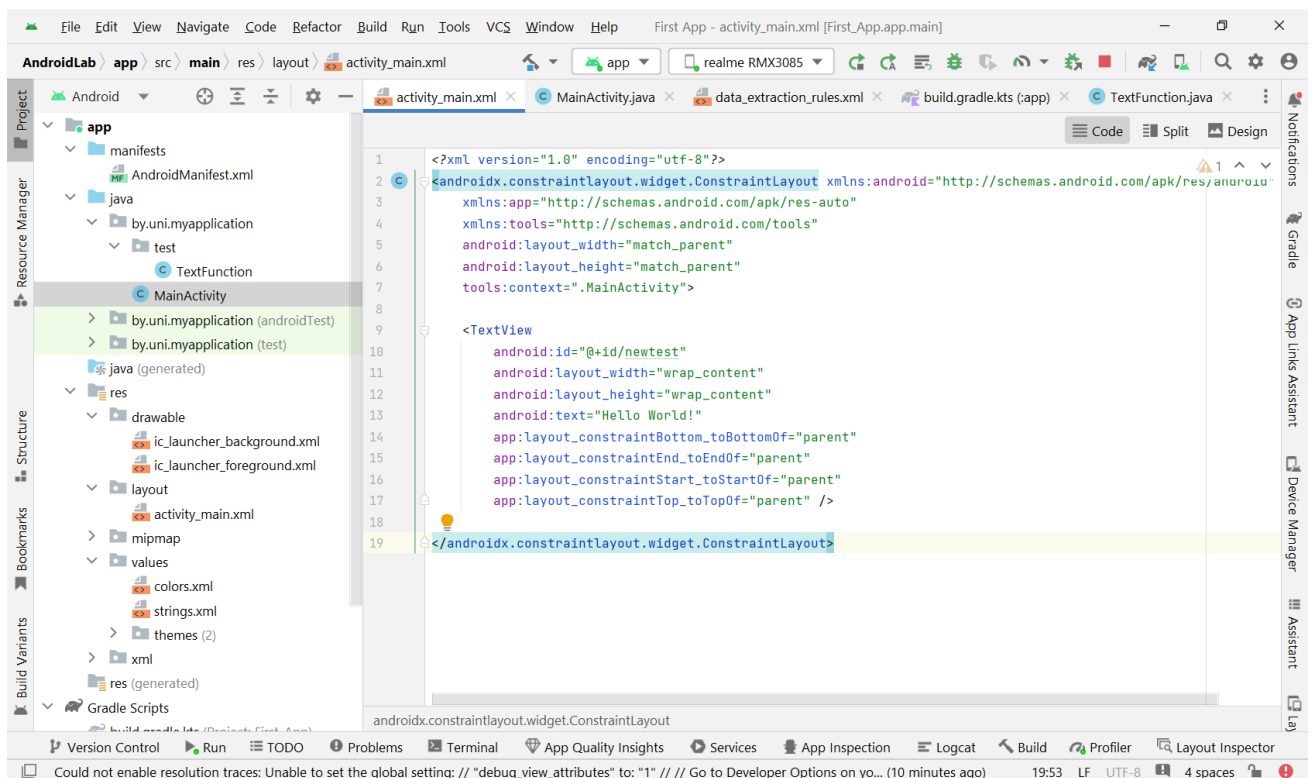 File Edit View Navigate Code Refactor Build Run Tools VCS Window Help First App - activity_main.xml [First_App.app.main]
AndroidLab app src main res layout activity_main.xml app realme RMX3085
Project
Resource Manager
Structure
Bookmarks
Build Variants
Android
app
manifests
AndroidManifest.xml
java
by.uni.myapplication
test
TextFunction
MainActivity
by.uni.myapplication (androidTest)
by.uni.myapplication (test)
java (generated)
res
drawable
ic_launcher_background.xml
ic_launcher_foreground.xml
layout
activity_main.xml
mipmap
values
colors.xml
strings.xml
themes (2)
xml
res (generated)
Gradle Scripts
build.gradle.kts (Project: First_App)
activity_main.xml MainActivity.java data_extraction_rules.xml build.gradle.kts (:app) TextFunction.java
Code Split Design
1
1 <?xml version="1.0" encoding="utf-8"?>
2 <androidx.constraintlayout.widget.ConstraintLayout xmlns:android="http://schemas.android.com/apk/res/android"
3 xmlns:app="http://schemas.android.com/apk/res-auto"
4 xmlns:tools="http://schemas.android.com/tools"
5 android:layout_width="match_parent"
6 android:layout_height="match_parent"
7 tools:context=".MainActivity">
8
9 <TextView
10 android:id="@+id/newtest"
11 android:layout_width="wrap_content"
12 android:layout_height="wrap_content"
13 android:text="Hello World!"
14 app:layout_constraintBottom_toBottomOf="parent"
15 app:layout_constraintEnd_toEndOf="parent"
16 app:layout_constraintStart_toStartOf="parent"
17 app:layout_constraintTop_toTopOf="parent" />
18
19 </androidx.constraintlayout.widget.ConstraintLayout>
androidx.constraintlayout.widget.ConstraintLayout
Notifications
Gradle
App Links Assistant
Device Manager
Assistant
Lay
Version Control Run TODO Problems Terminal App Quality Insights Services App Inspection Logcat Build Profiler Layout Inspector
Could not enable resolution traces: Unable to set the global setting: // "debug_view_attributes" to: "1" // // Go to Developer Options on yo... (10 minutes ago) 19:53 LF UTF-8 4 spaces